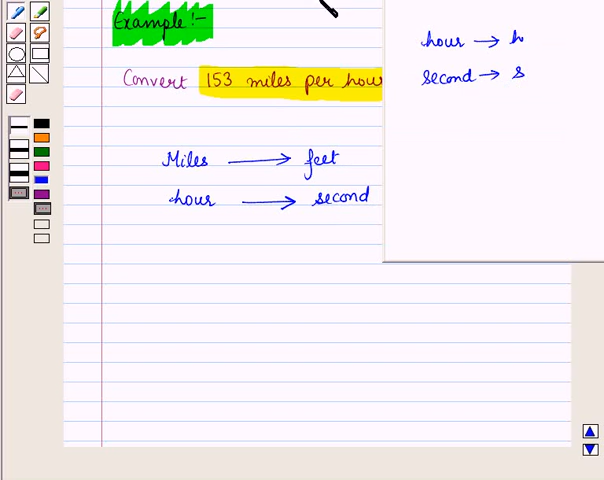 Example :-
Convert 153 miles per hour
Miles → feet
hour → second
hour → h
second → s